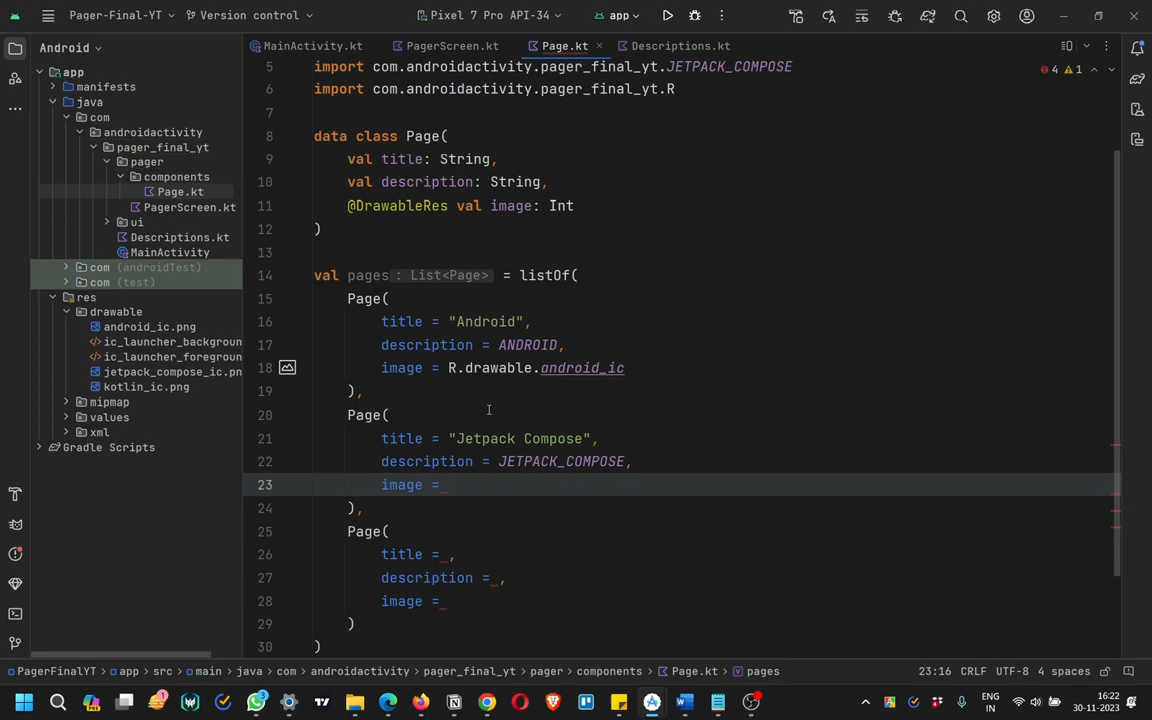 Pager-Final-YT
Version control
Pixel 7 Pro API-34
app
Android
MainActivity.kt
PagerScreen.kt
Page.kt
Descriptions.kt
app
manifests
java
com
androidactivity
pager_final_yt
pager
components
Page.kt
PagerScreen.kt
ui
Descriptions.kt
MainActivity
com (androidTest)
com (test)
res
drawable
android_ic.png
ic_launcher_backgroun
ic_launcher_foreground
jetpack_compose_ic.pn
kotlin_ic.png
mipmap
values
xml
Gradle Scripts
4 1
5 import com.androidactivity.pager_final_yt.JETPACK_COMPOSE
6 import com.androidactivity.pager_final_yt.R
7
8 data class Page(
9 val title: String,
10 val description: String,
11 @DrawableRes val image: Int
12 )
13
14 val pages : List<Page> = listOf(
15 Page(
16 title = "Android",
17 description = ANDROID,
18 image = R.drawable.android_ic
19 ),
20 Page(
21 title = "Jetpack Compose",
22 description = JETPACK_COMPOSE,
23 image =
24 ),
25 Page(
26 title = ,
27 description = ,
28 image =
29 )
30 )
PagerFinalYT > app > src > main > java > com > androidactivity > pager_final_yt > pager > components > Page.kt > pages
23:16 CRLF UTF-8 4 spaces
ENG
IN
16:22
30-11-2023